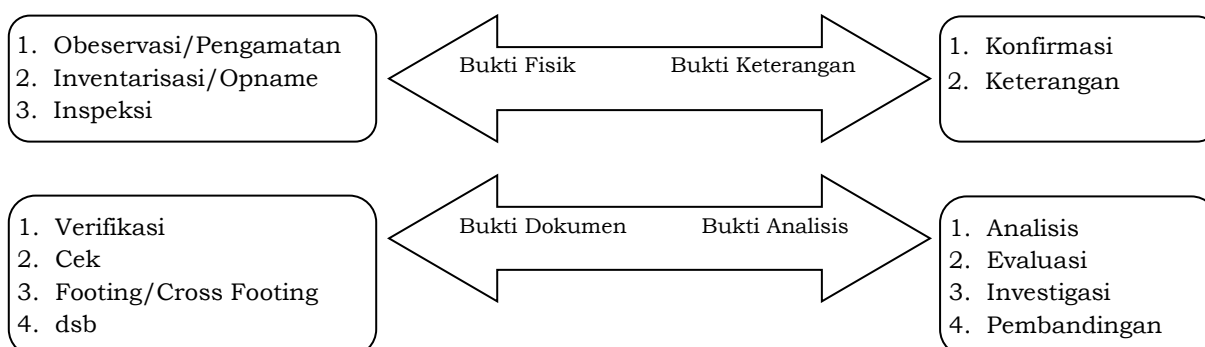 1. Obeservasi/Pengamatan
2. Inventarisasi/Opname
3. Inspeksi
Bukti Fisik
Bukti Keterangan
1. Konfirmasi
2. Keterangan
1. Verifikasi
2. Cek
3. Footing/Cross Footing
4. dsb
Bukti Dokumen
Bukti Analisis
1. Analisis
2. Evaluasi
3. Investigasi
4. Pembandingan